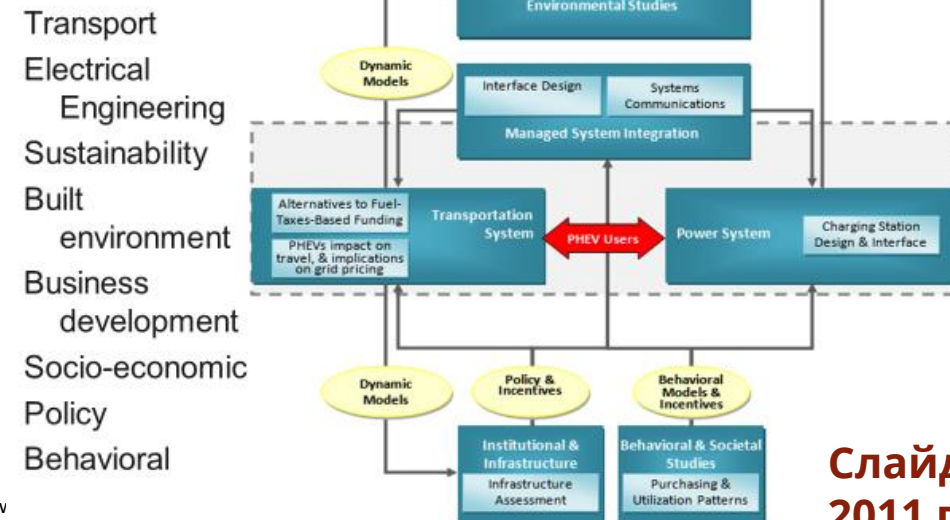 Transport
Electrical
Engineering
Sustainability
Built
environment
Business
development
Socio-economic
Policy
Behavioral
Environmental Studies
Dynamic
Models
Interface Design
Systems
Communications
Managed System Integration
Alternatives to Fuel-
Taxes-Based Funding
PHEVs impact on
travel, & implications
on grid pricing
Transportation
System
PHEV Users
Power System
Charging Station
Design & Interface
Dynamic
Models
Policy &
Incentives
Behavioral
Models &
Incentives
Institutional &
Infrastructure
Infrastructure
Assessment
Behavioral & Societal
Studies
Purchasing &
Utilization Patterns
Слайд
2011